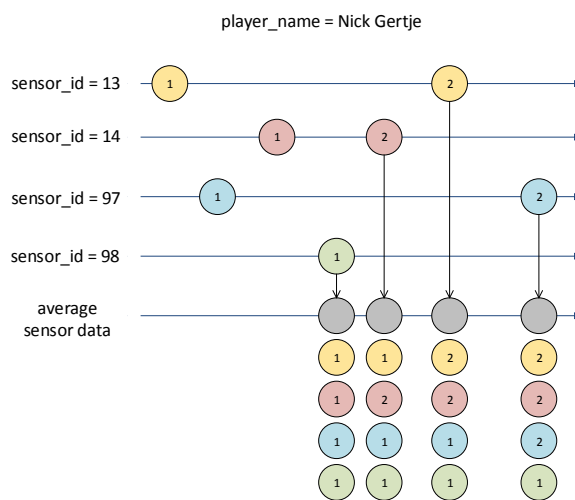 player_name = Nick Gertje
sensor_id = 13
1
2
sensor_id = 14
1
2
sensor_id = 97
1
2
sensor_id = 98
1
average
sensor data
1 1 2 2
1 2 2 2
1 1 1 2
1 1 1 1